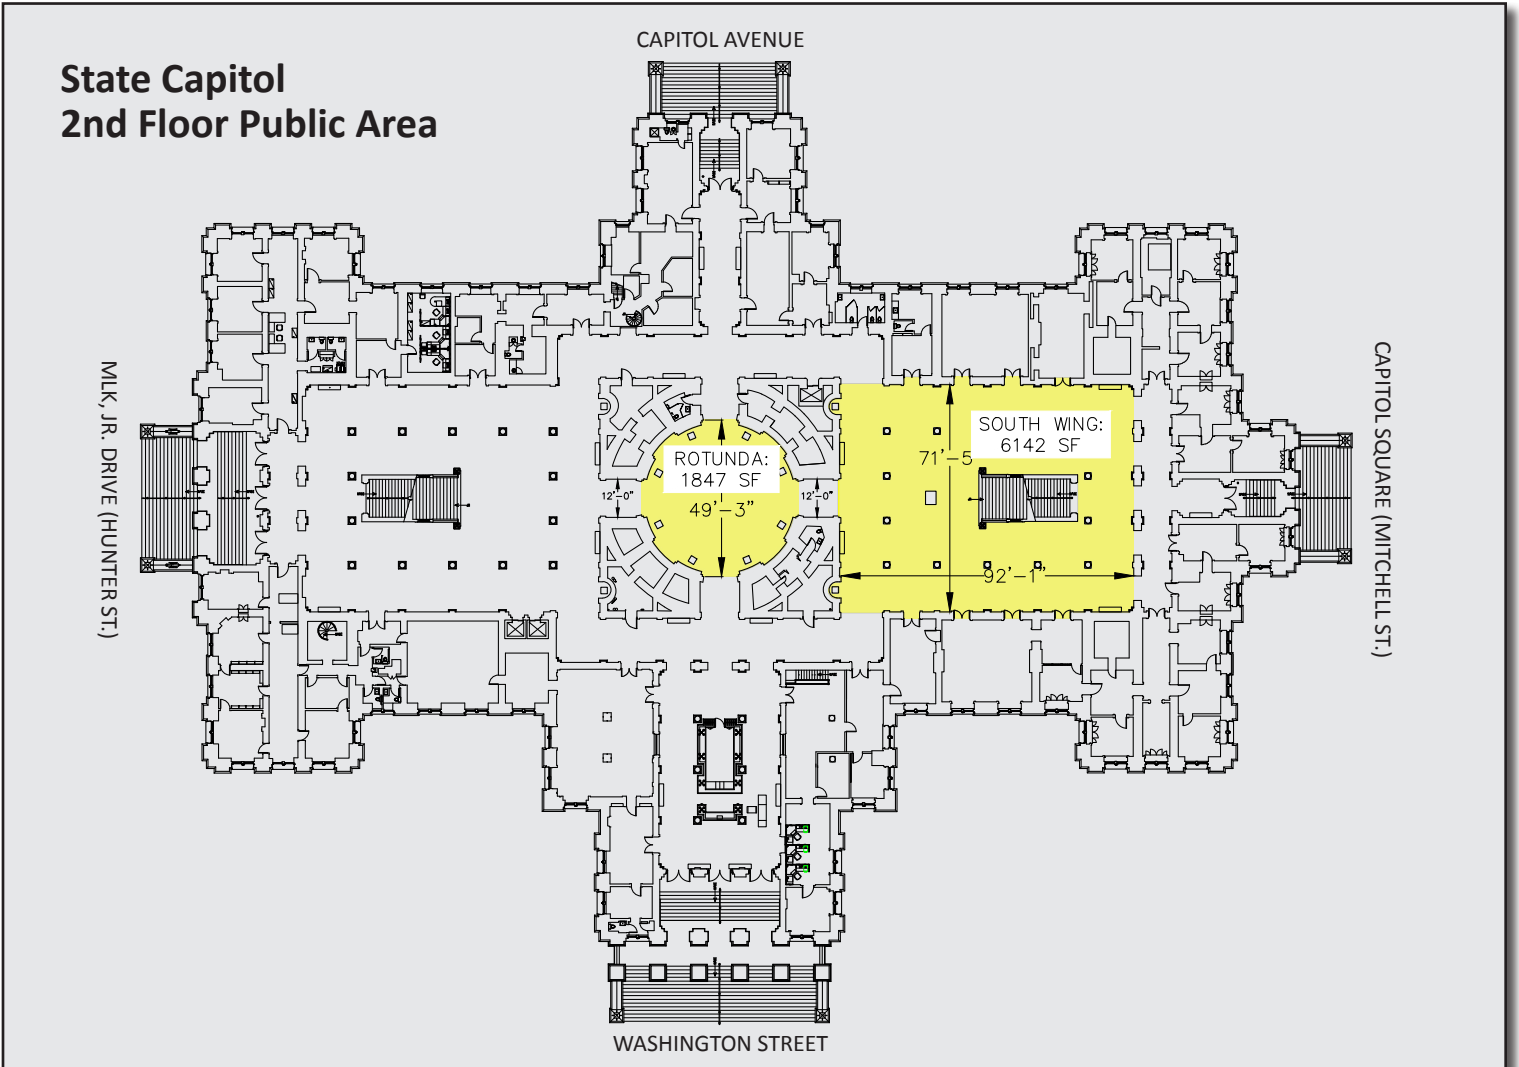 CAPITOL AVENUE
State Capitol
2nd Floor Public Area
MLK, JR. DRIVE (HUNTER ST.)
CAPITOL SQUARE (MITCHELL ST.)
SOUTH WING:
6142 SF
71'-5
ROTUNDA:
1847 SF
12'-0"
12'-0"
49'-3"
92'-1"
WASHINGTON STREET